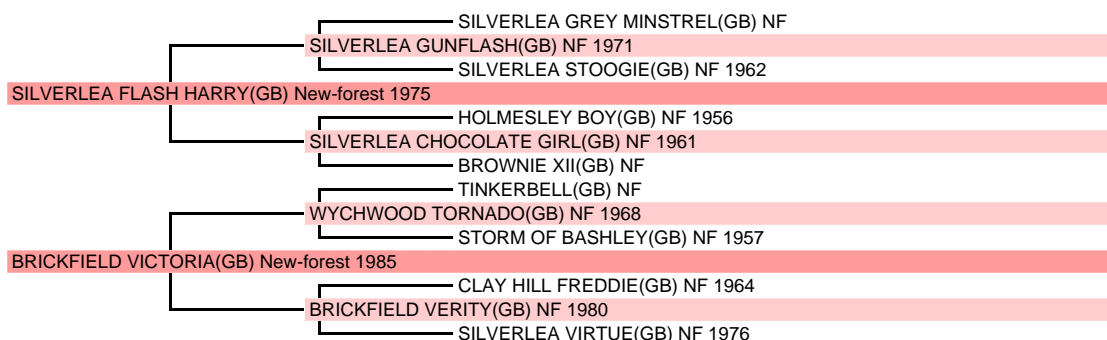 SILVERLEA GREY MINSTREL(GB) NF
SILVERLEA GUNFLASH(GB) NF 1971
SILVERLEA STOOGIE(GB) NF 1962
SILVERLEA FLASH HARRY(GB) New-forest 1975
HOLMESLEY BOY(GB) NF 1956
SILVERLEA CHOCOLATE GIRL(GB) NF 1961
BROWNIE XII(GB) NF
TINKERBELL(GB) NF
WYCHWOOD TORNADO(GB) NF 1968
STORM OF BASHLEY(GB) NF 1957
BRICKFIELD VICTORIA(GB) New-forest 1985
CLAY HILL FREDDIE(GB) NF 1964
BRICKFIELD VERITY(GB) NF 1980
SILVERLEA VIRTUE(GB) NF 1976